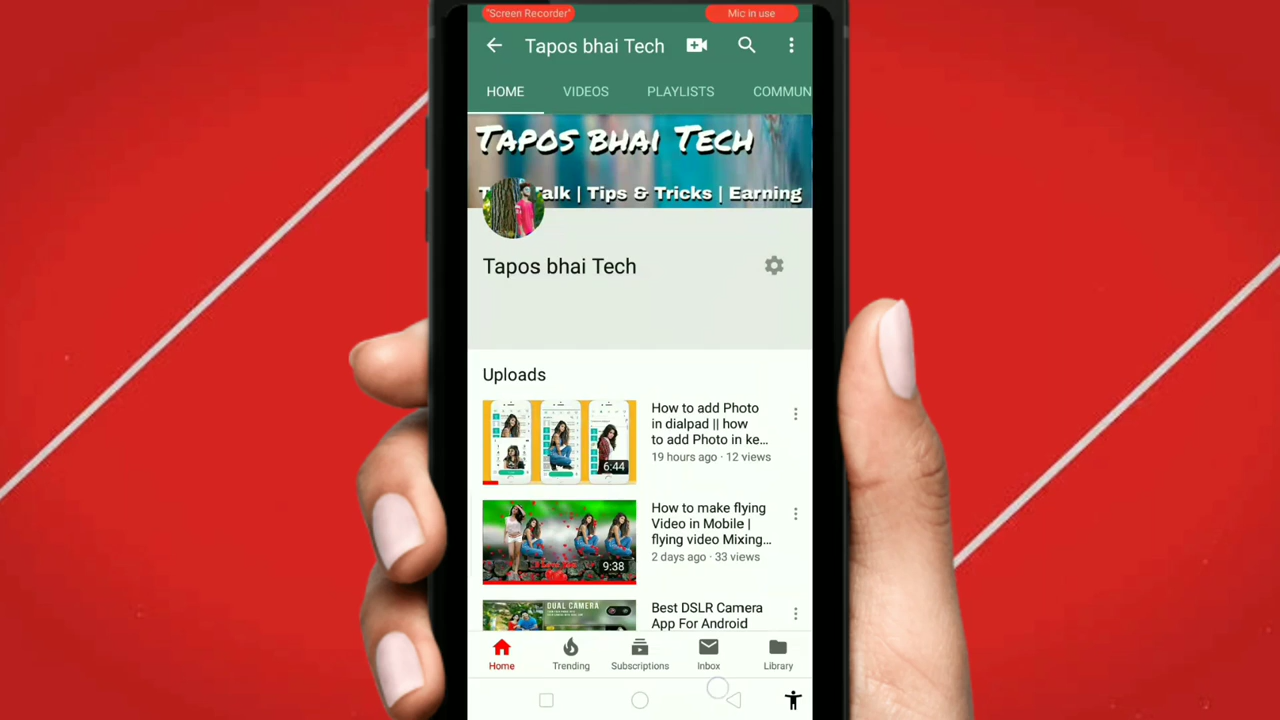 "Screen Recorder"
Mic in use
Tapos bhai Tech
HOME
VIDEOS
PLAYLISTS
COMMUN
TAPOS BHAI TECH
alk | Tips & Tricks | Earning
Tapos bhai Tech
Uploads
How to add Photo
in dialpad || how
to add Photo in ke...
19 hours ago · 12 views
6:44
How to make flying
Video in Mobile |
flying video Mixing...
2 days ago · 33 views
9:38
DUAL CAMERA
Best DSLR Camera
App For Android
Home
Trending
Subscriptions
Inbox
Library